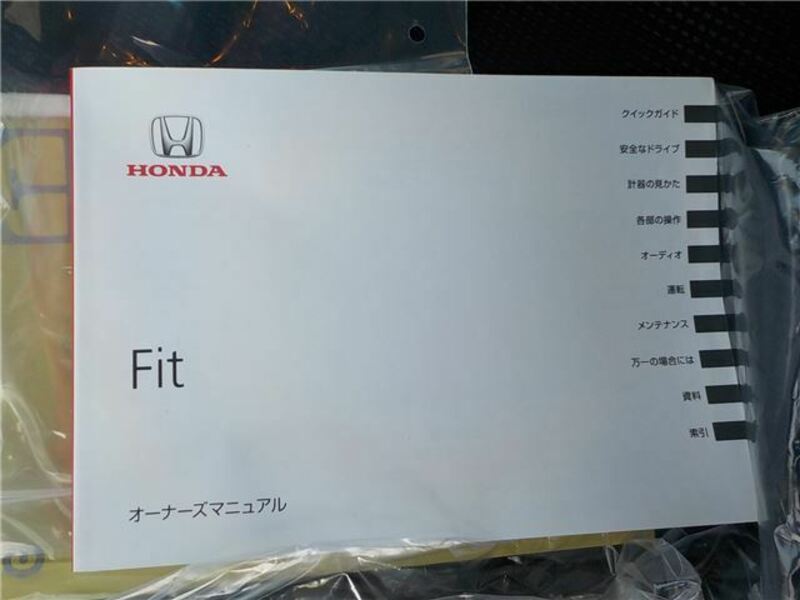 HONDA
Fit
オーナーズマニュアル
クイックガイド
安全なドライブ
計器の見かた
各部の操作
オーディオ
運転
メンテナンス
万一の場合には
資料
索引